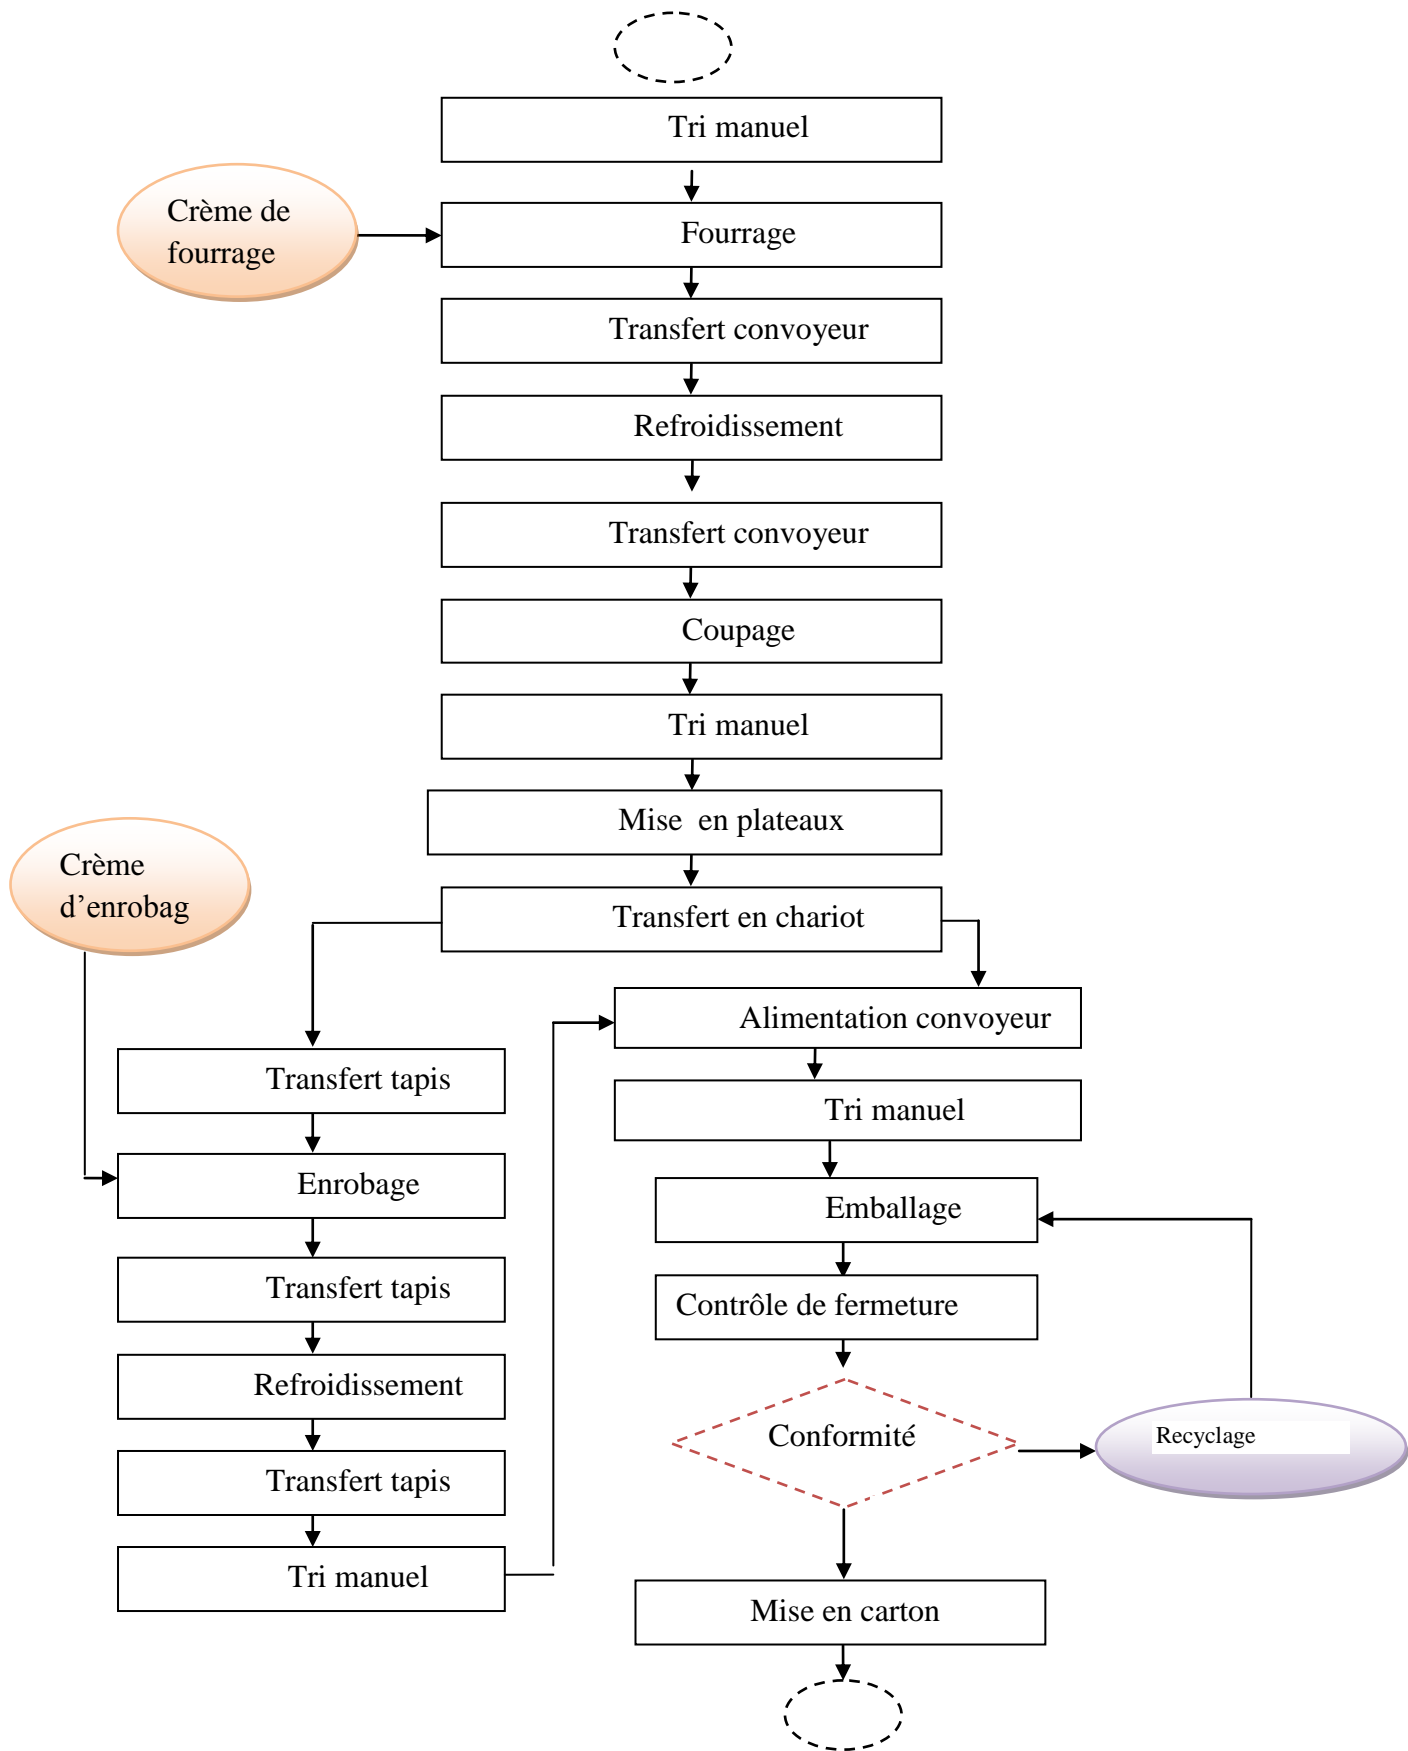 Tri manuel
Crème de
fourrage
Fourrage
Transfert convoyeur
Refroidissement
Transfert convoyeur
Coupage
Tri manuel
Mise en plateaux
Crème
d’enrobag
Transfert en chariot
Transfert tapis
Enrobage
Transfert tapis
Refroidissement
Transfert tapis
Tri manuel
Alimentation convoyeur
Tri manuel
Emballage
Contrôle de fermeture
Conformité
Recyclage
Mise en carton